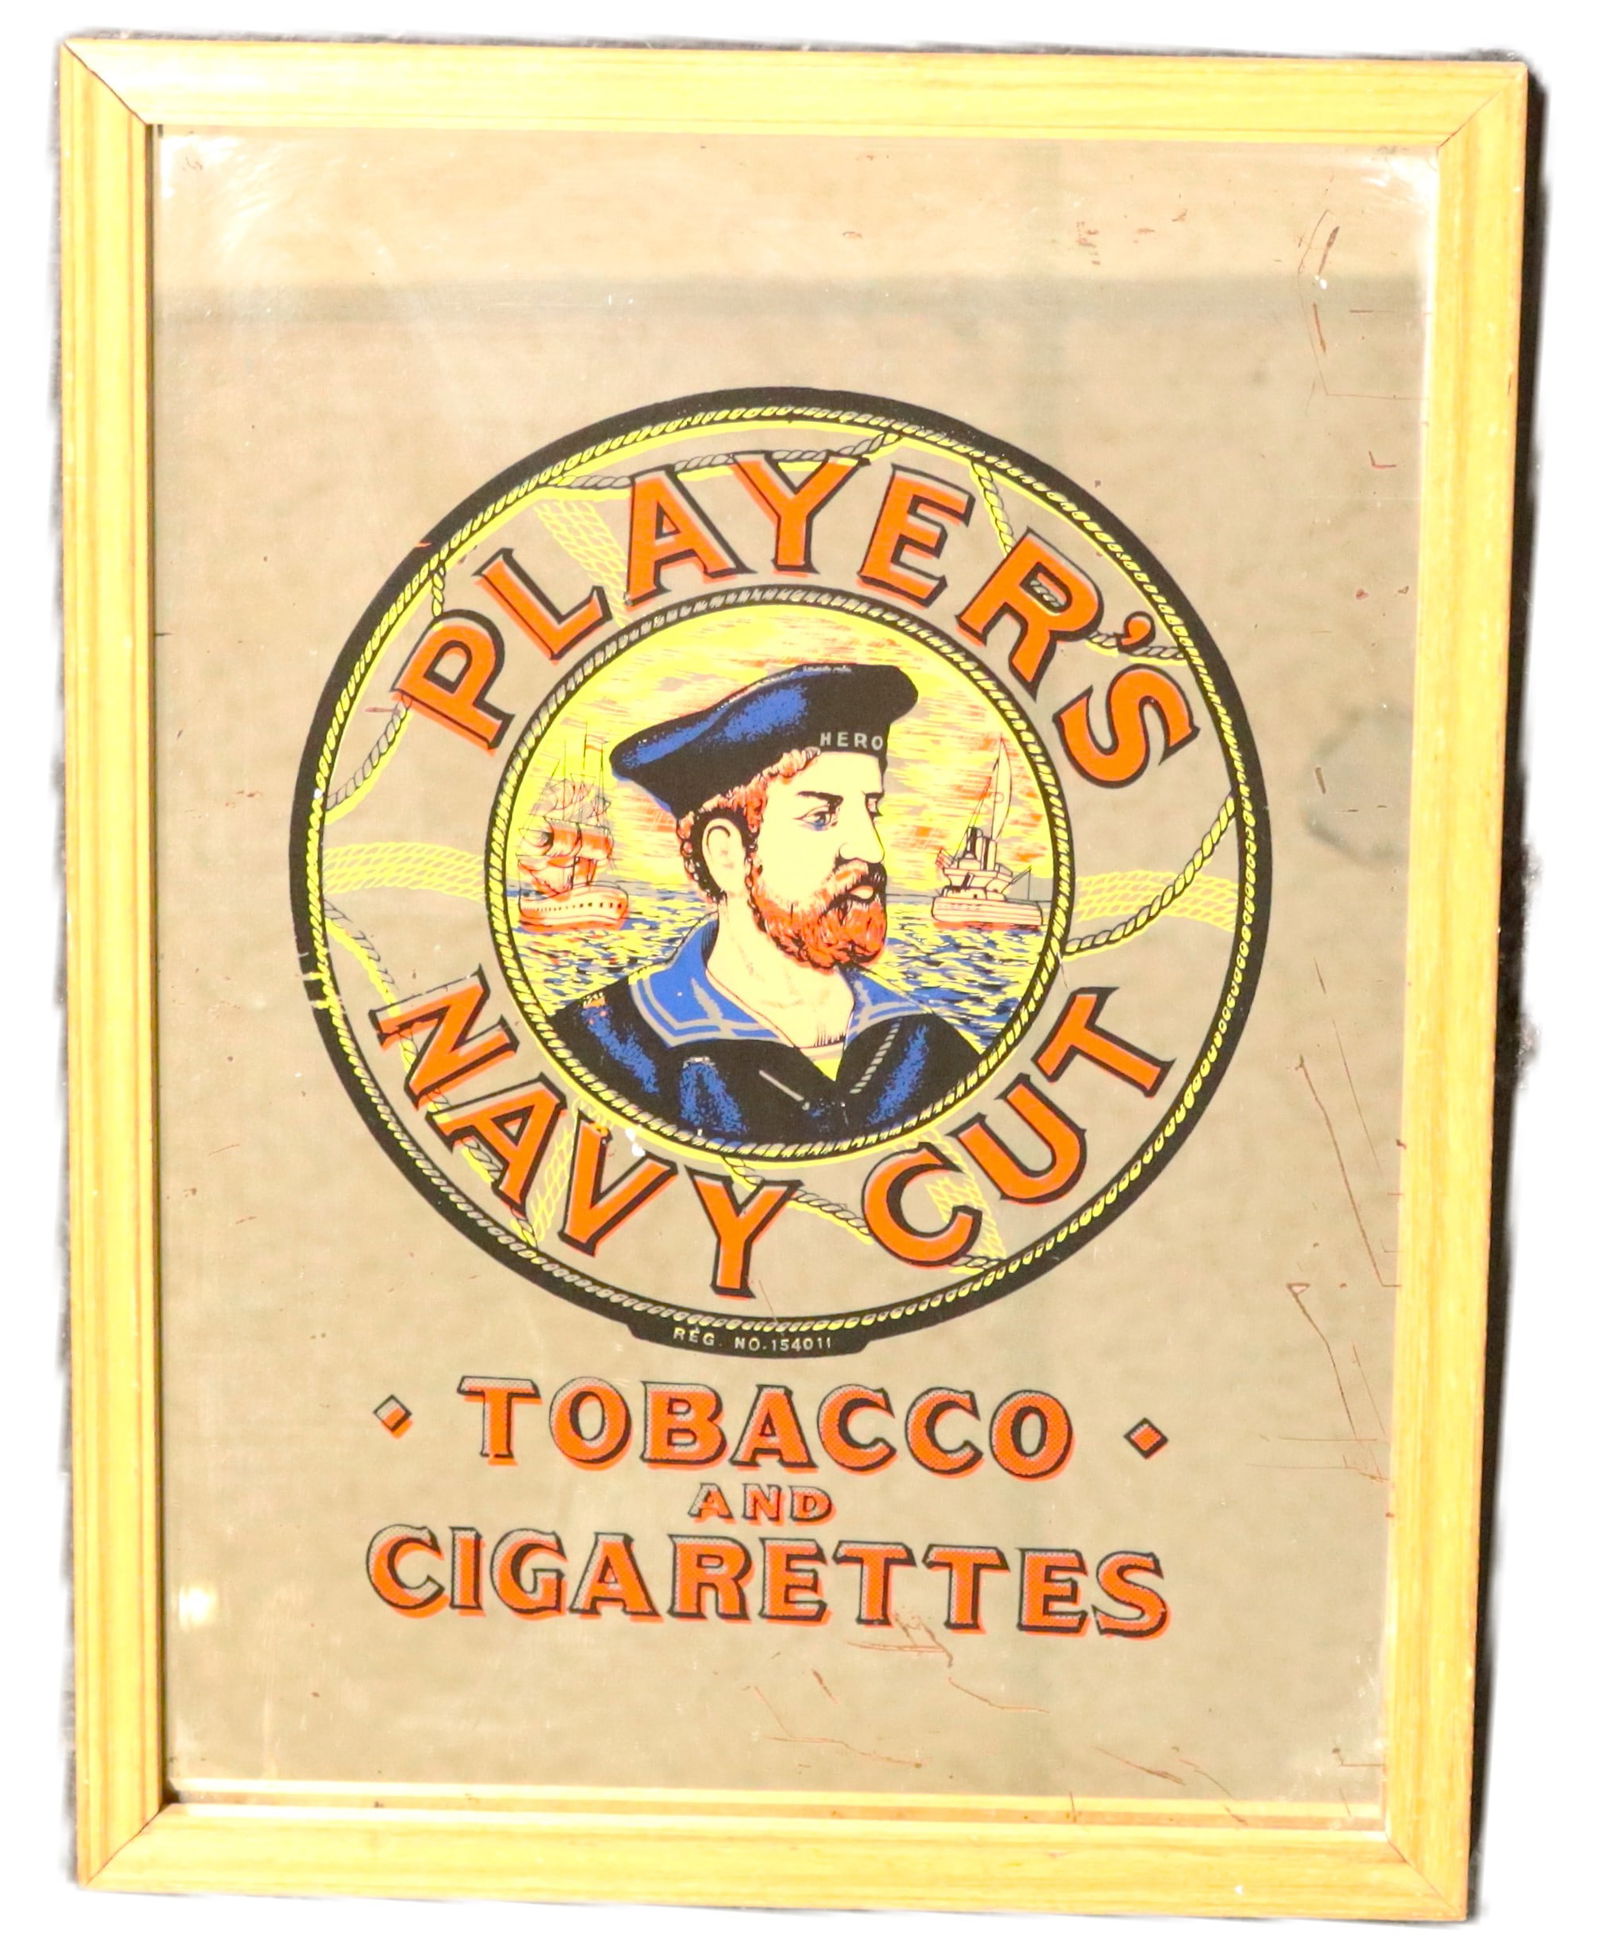 PLAYER'S
HERO
NAVY CUT
REG. NO. 154011
TOBACCO
AND
CIGARETTES